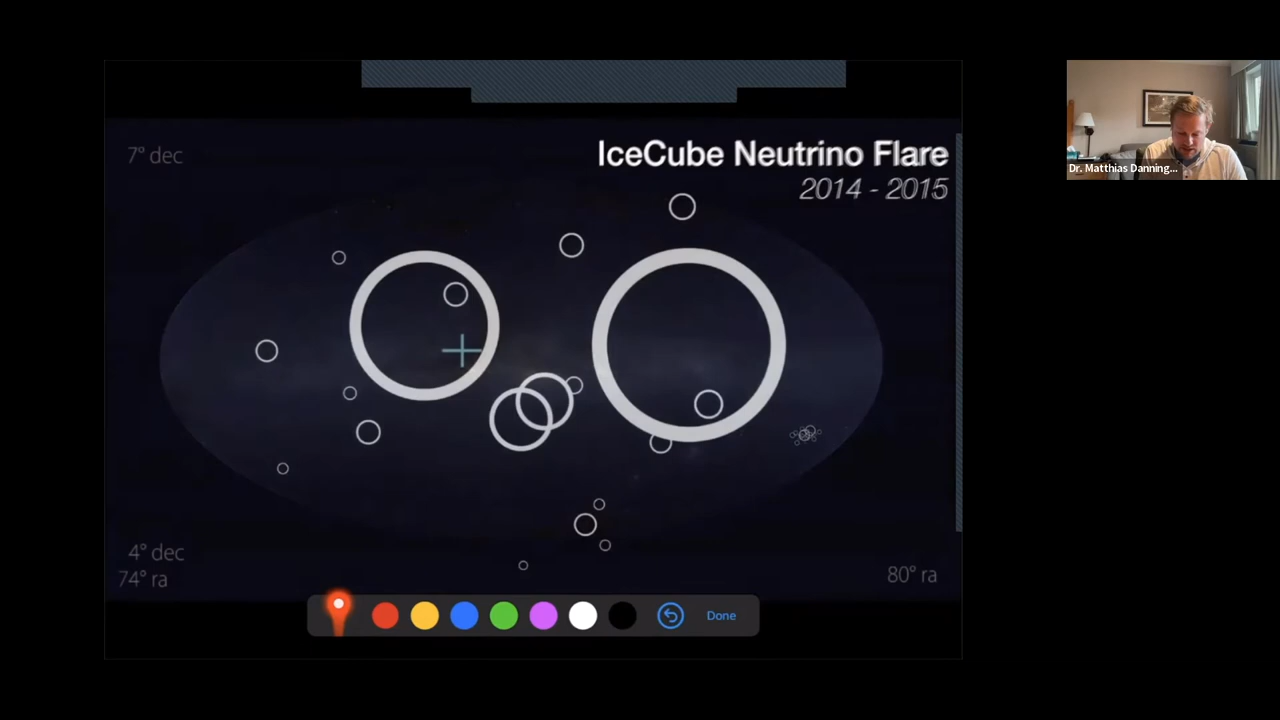 7° dec
IceCube Neutrino Flare
2014 - 2015
Dr. Matthias Danning...
4° dec
74° ra
80° ra
Done